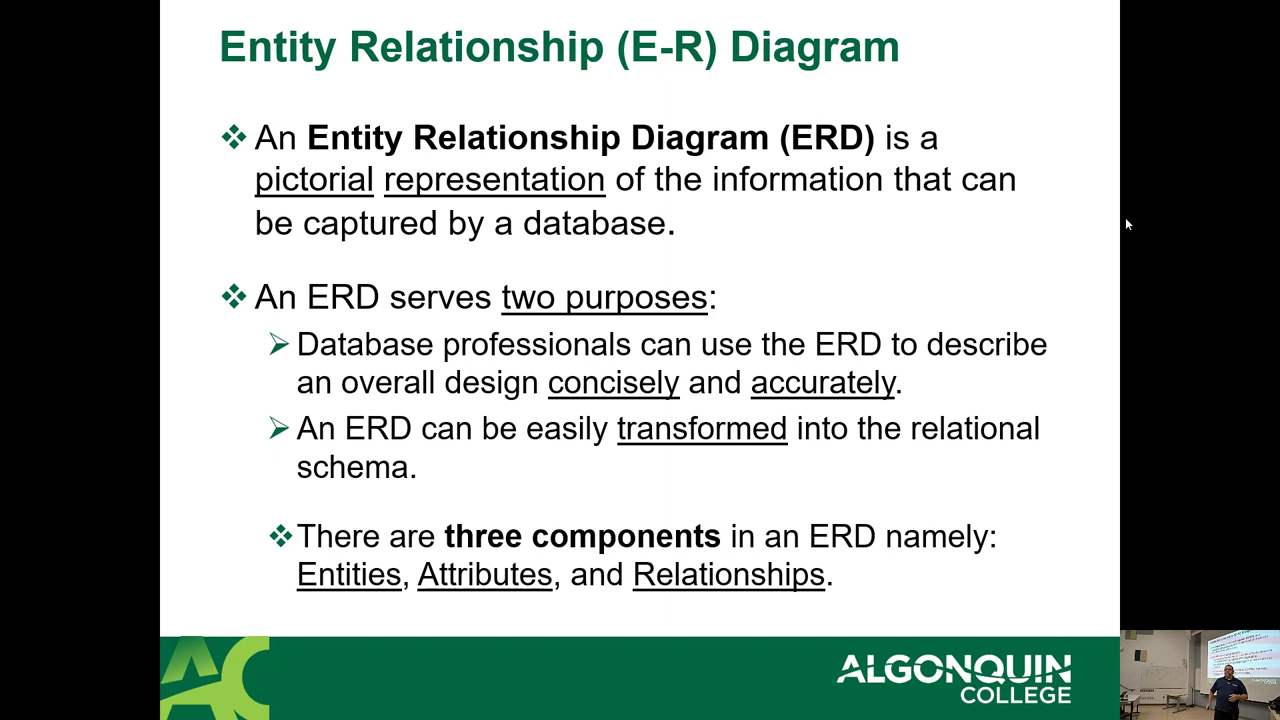 Entity Relationship (E-R) Diagram
An Entity Relationship Diagram (ERD) is a
pictorial representation of the information that can
be captured by a database.
An ERD serves two purposes:
Database professionals can use the ERD to describe
an overall design concisely and accurately.
An ERD can be easily transformed into the relational
schema.
There are three components in an ERD namely:
Entities, Attributes, and Relationships.
AC
ALGONQUIN
COLLEGE